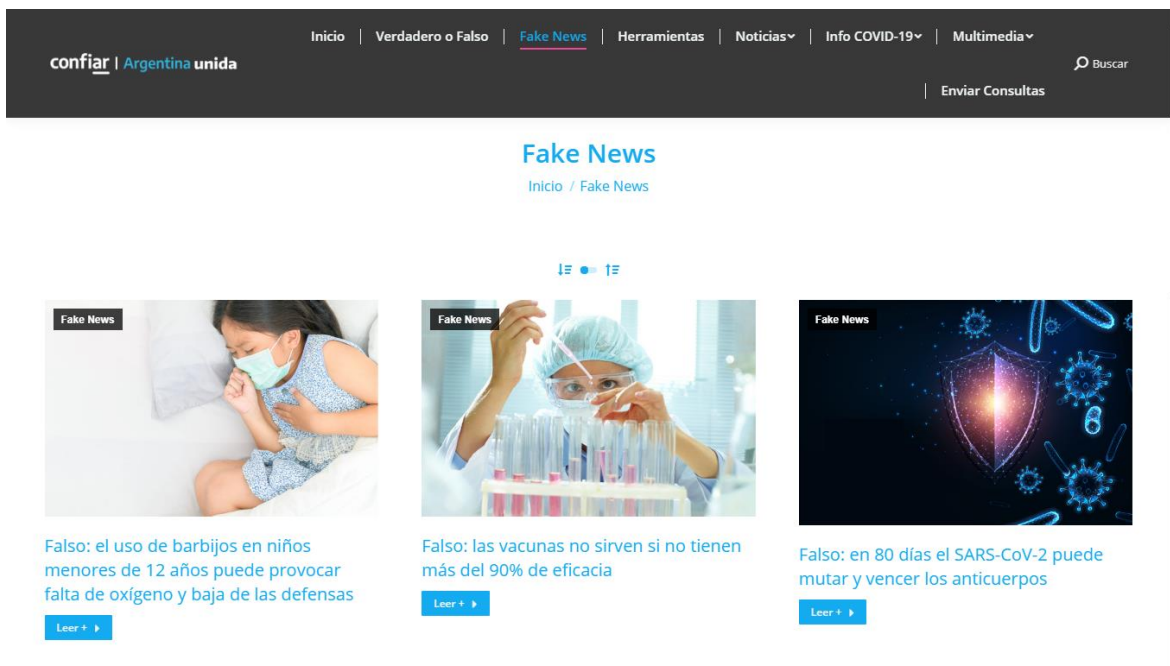 Inicio | Verdadero o Falso | Fake News | Herramientas | Noticias | Info COVID-19 | Multimedia
confiar | Argentina unida
Buscar
| Enviar Consultas
Fake News
Inicio / Fake News
Fake News
Fake News
Fake News
Falso: el uso de barbijos en niños
menores de 12 años puede provocar
falta de oxígeno y baja de las defensas
Leer +
Falso: las vacunas no sirven si no tienen
más del 90% de eficacia
Leer +
Falso: en 80 días el SARS-CoV-2 puede
mutar y vencer los anticuerpos
Leer +